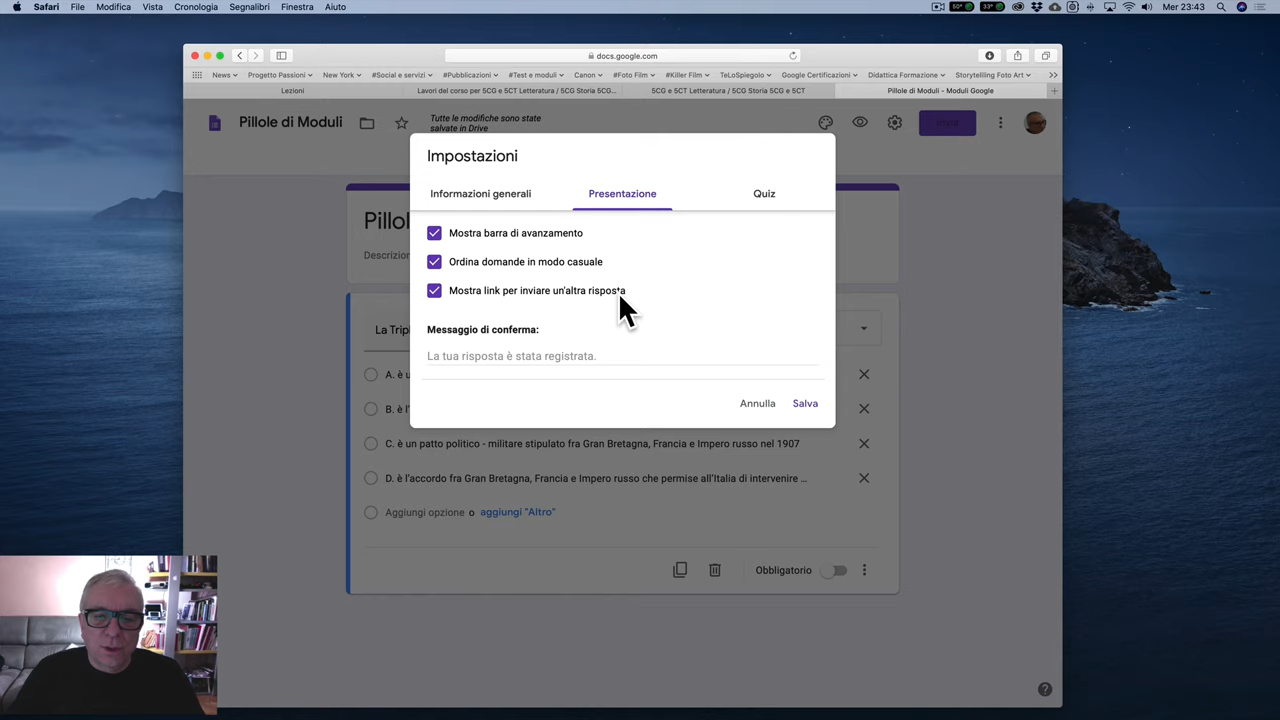 Safari File Modifica Vista Cronologia Segnalibri Finestra Aiuto 50° 33° Mer 23:43
docs.google.com
News Progetto Passioni New York #Social e servizi #Pubblicazioni #Test e moduli Canon #Foto Film #Killer Film TeLoSpiegolo Google Certificazioni Didattica Formazione Storytelling Foto Art
Lezioni Lavori del corso per 5CG e 5CT Letteratura / 5CG Storia 5CG... 5CG e 5CT Letteratura / 5CG Storia 5CG e 5CT Pillole di Moduli - Moduli Google
Pillole di Moduli
Tutte le modifiche sono state
salvate in Drive
Invia
Impostazioni
Informazioni generali Presentazione Quiz
Mostra barra di avanzamento
Ordina domande in modo casuale
Mostra link per inviare un'altra risposta
Messaggio di conferma:
La tua risposta è stata registrata.
Annulla Salva
Pillol
Descrizion
La Tripl
A. è u
B. è l'
C. è un patto politico - militare stipulato fra Gran Bretagna, Francia e Impero russo nel 1907
D. è l'accordo fra Gran Bretagna, Francia e Impero russo che permise all'Italia di intervenire ...
Aggiungi opzione o aggiungi "Altro"
Obbligatorio